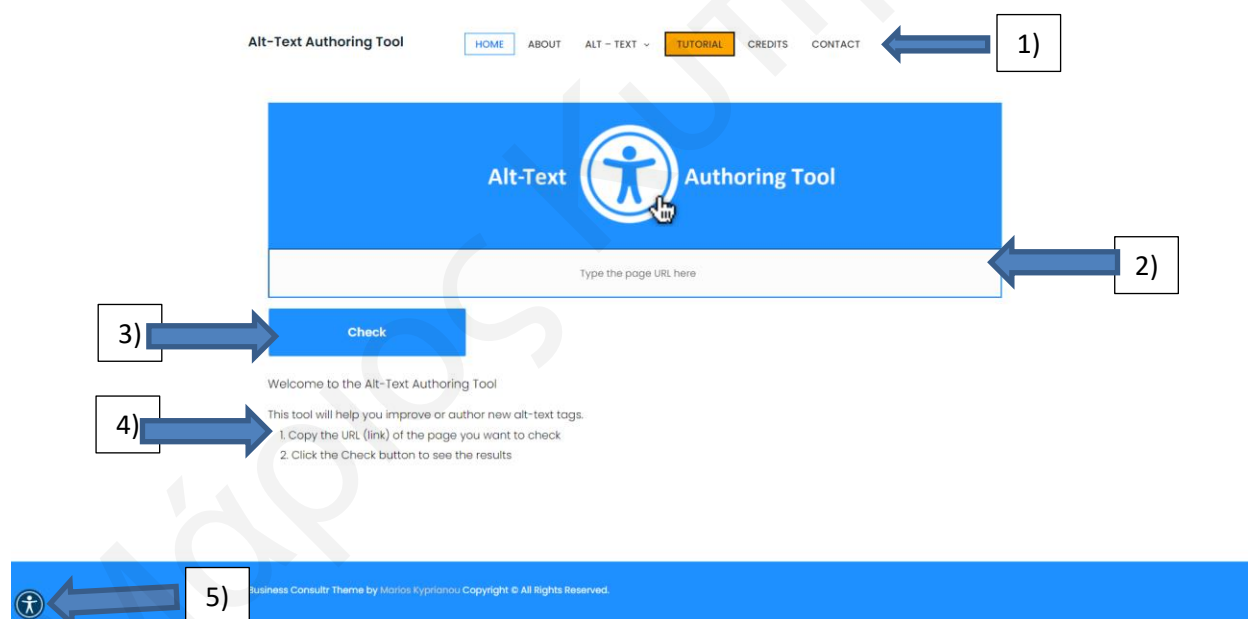 Alt-Text Authoring Tool HOME ABOUT ALT - TEXT TUTORIAL CREDITS CONTACT 1)
Alt-Text Authoring Tool
Type the page URL here 2)
3) Check
Welcome to the Alt-Text Authoring Tool
This tool will help you improve or author new alt-text tags.
4)
1. Copy the URL (link) of the page you want to check
2. Click the Check button to see the results
5) Business Consultr Theme by Marios Kyprianou Copyright © All Rights Reserved.
Μάριος